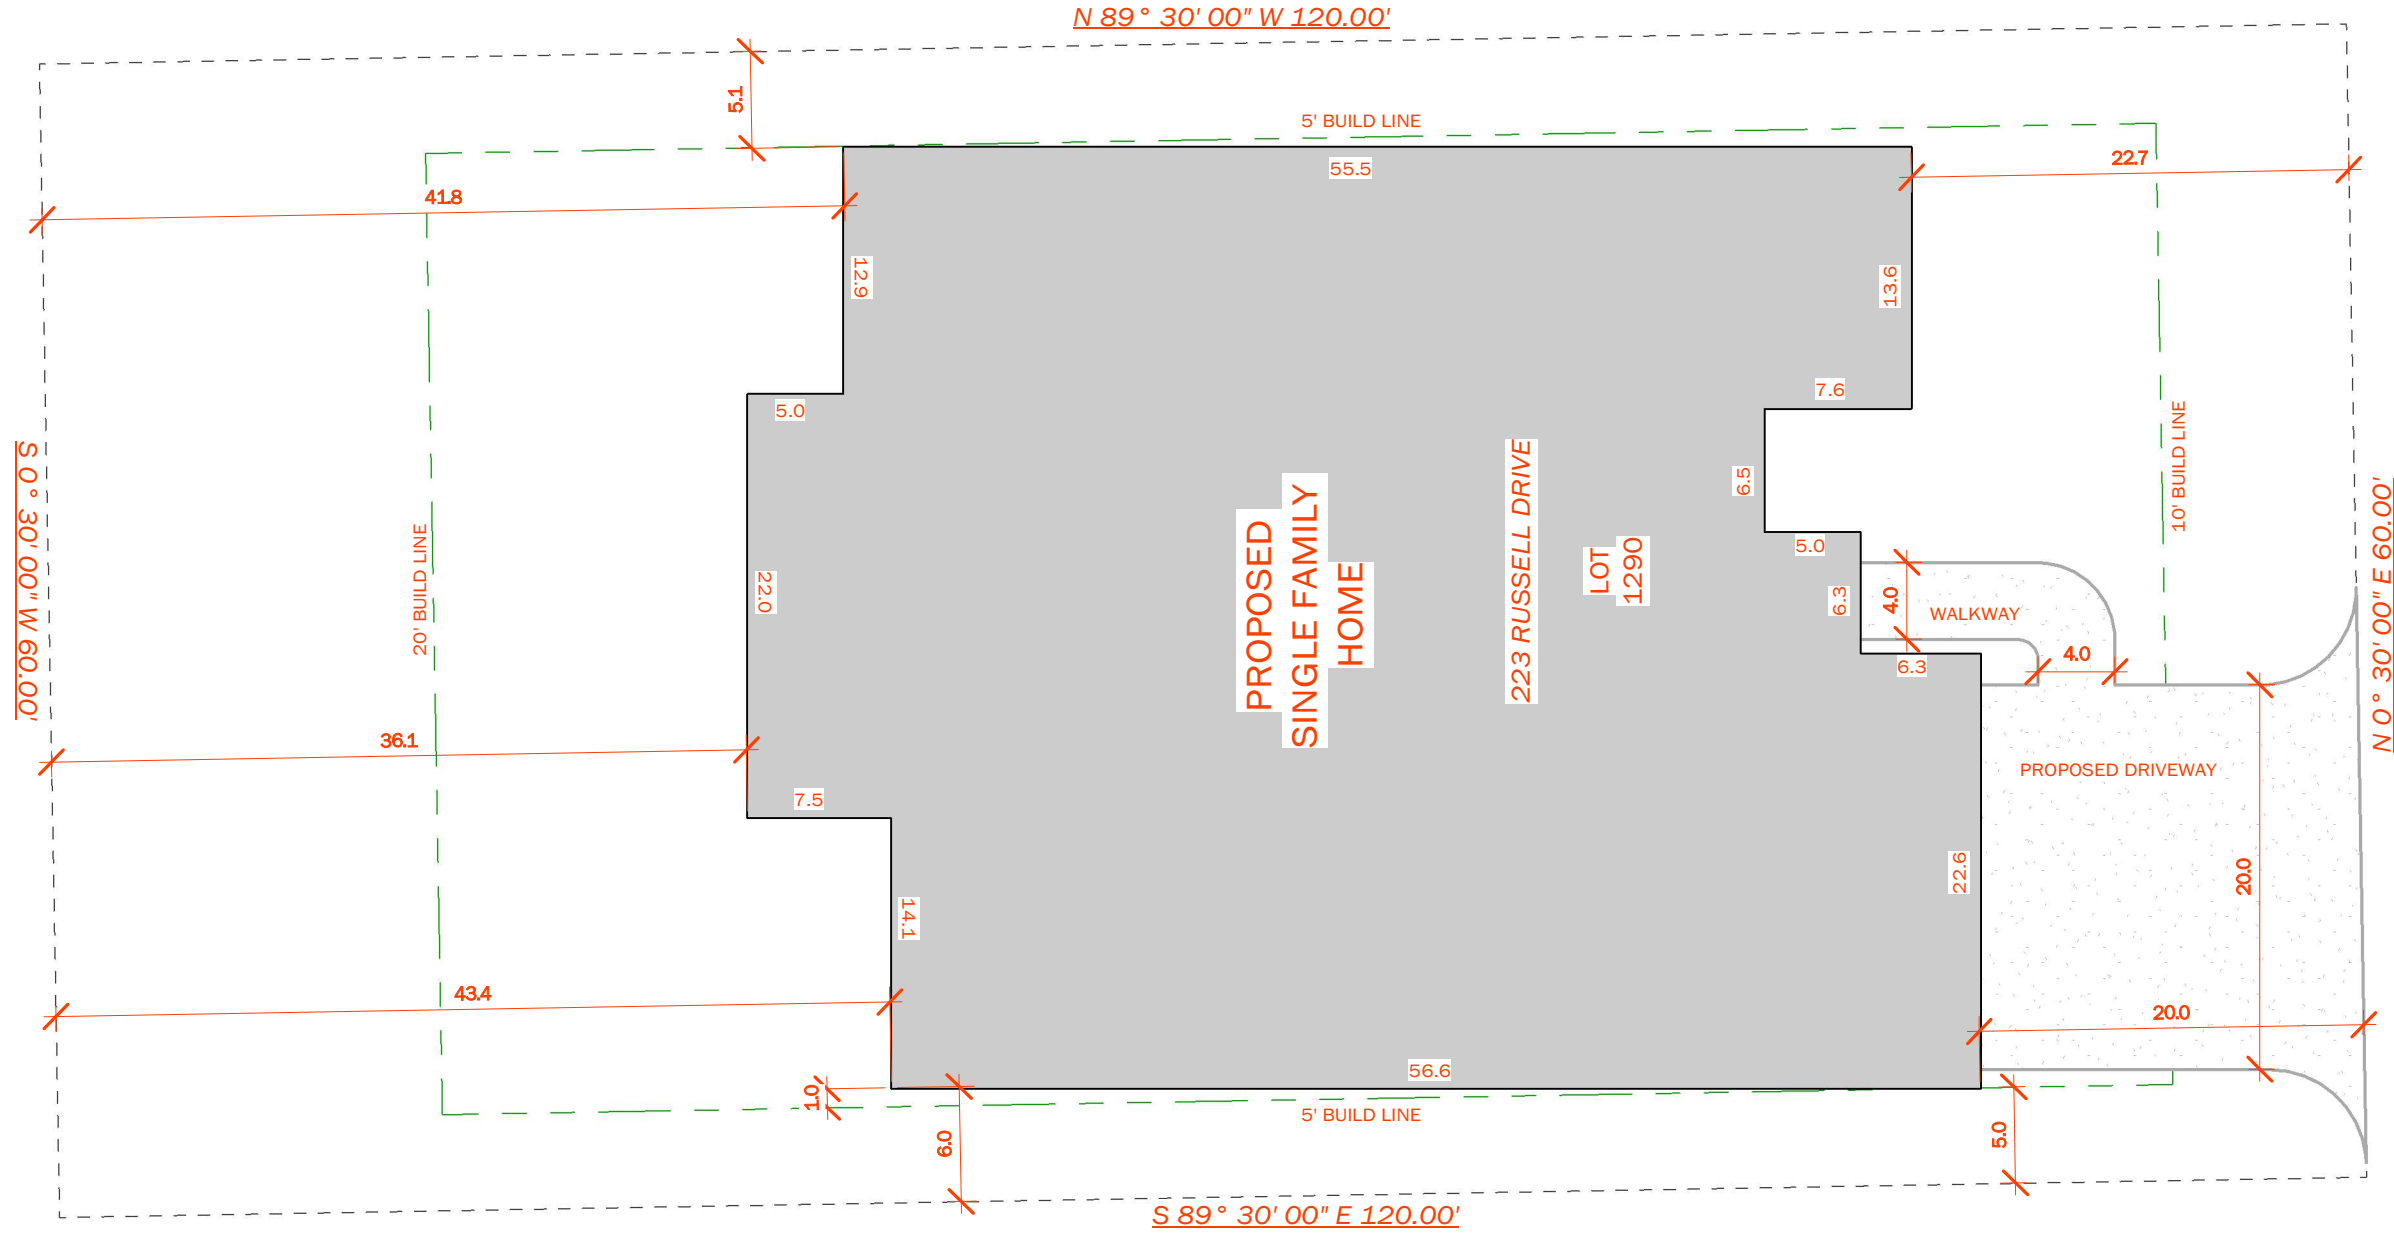 N 89° 30' 00" W 120.00'
5.1
5' BUILD LINE
55.5
22.7
41.8
12.9
13.6
5.0
7.6
10' BUILD LINE
S 0° 30' 00" W 60.00'
20' BUILD LINE
22.0
PROPOSED
SINGLE FAMILY
HOME
223 RUSSELL DRIVE
LOT
1290
6.5
5.0
6.3
4.0
WALKWAY
6.3
4.0
N 0° 30' 00" E 60.00'
36.1
7.5
PROPOSED DRIVEWAY
14.1
22.6
20.0
43.4
20.0
1.0
56.6
5' BUILD LINE
6.0
5.0
S 89° 30' 00" E 120.00'